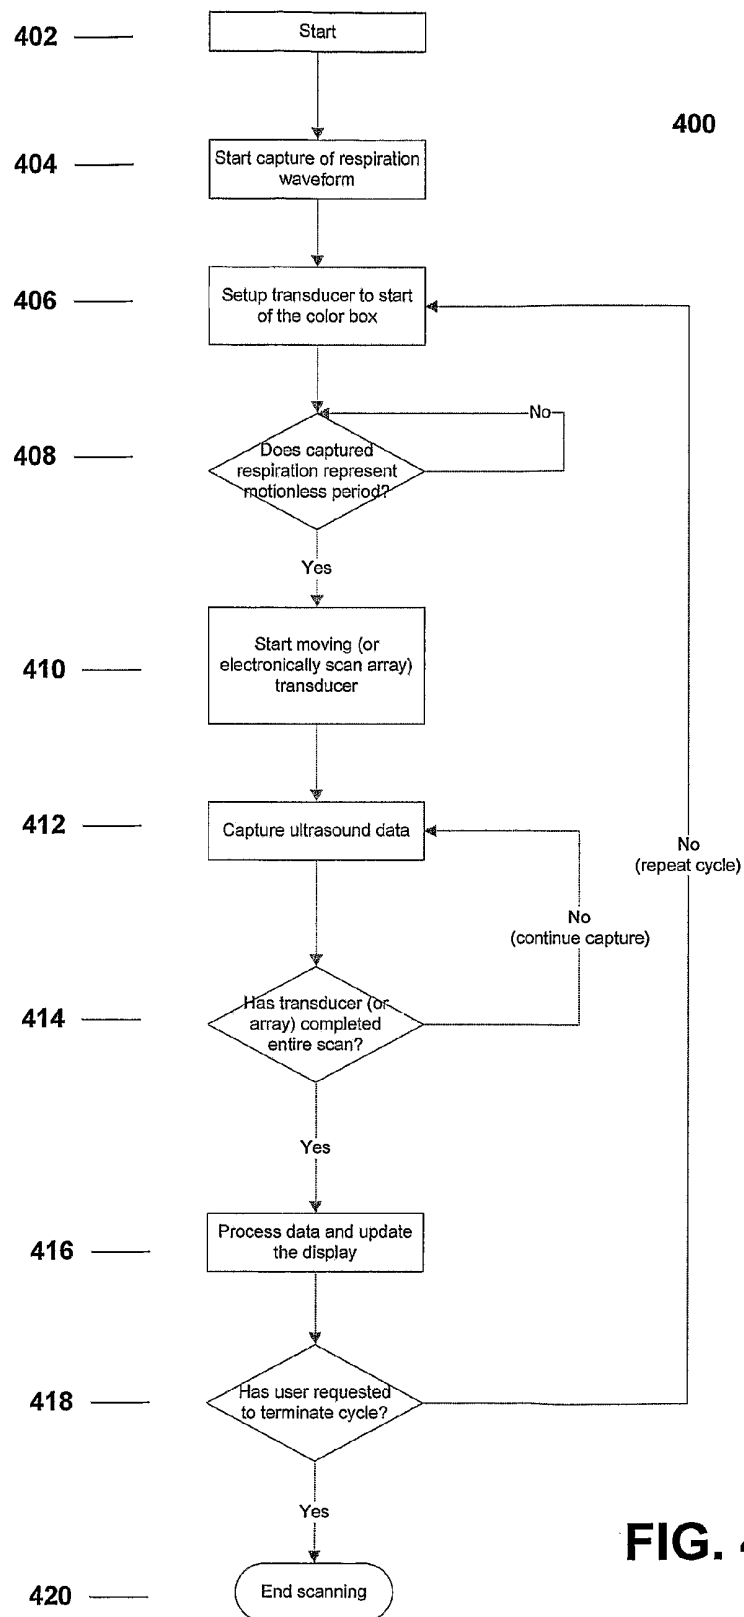 402
Start
400
404
Start capture of respiration
waveform
406
Setup transducer to start
of the color box
No
408
Does captured
respiration represent
motionless period?
Yes
410
Start moving (or
electronically scan array)
transducer
412
Capture ultrasound data
No
(repeat cycle)
No
(continue capture)
414
Has transducer (or
array) completed
entire scan?
Yes
416
Process data and update
the display
418
Has user requested
to terminate cycle?
Yes
FIG.
420
End scanning